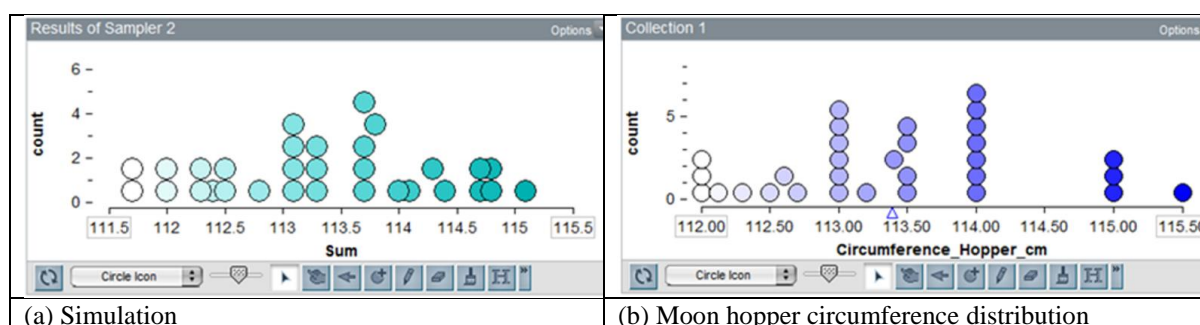 Results of Sampler 2 Options
6
4
2
0
count
111.5 112 112.5 113 113.5 114 114.5 115 115.5
Sum
Circle Icon
(a) Simulation
Collection 1 Options
5
0
count
112.00 112.50 113.00 113.50 114.00 114.50 115.00 115.50
Circumference_Hopper_cm
Circle Icon
(b) Moon hopper circumference distribution